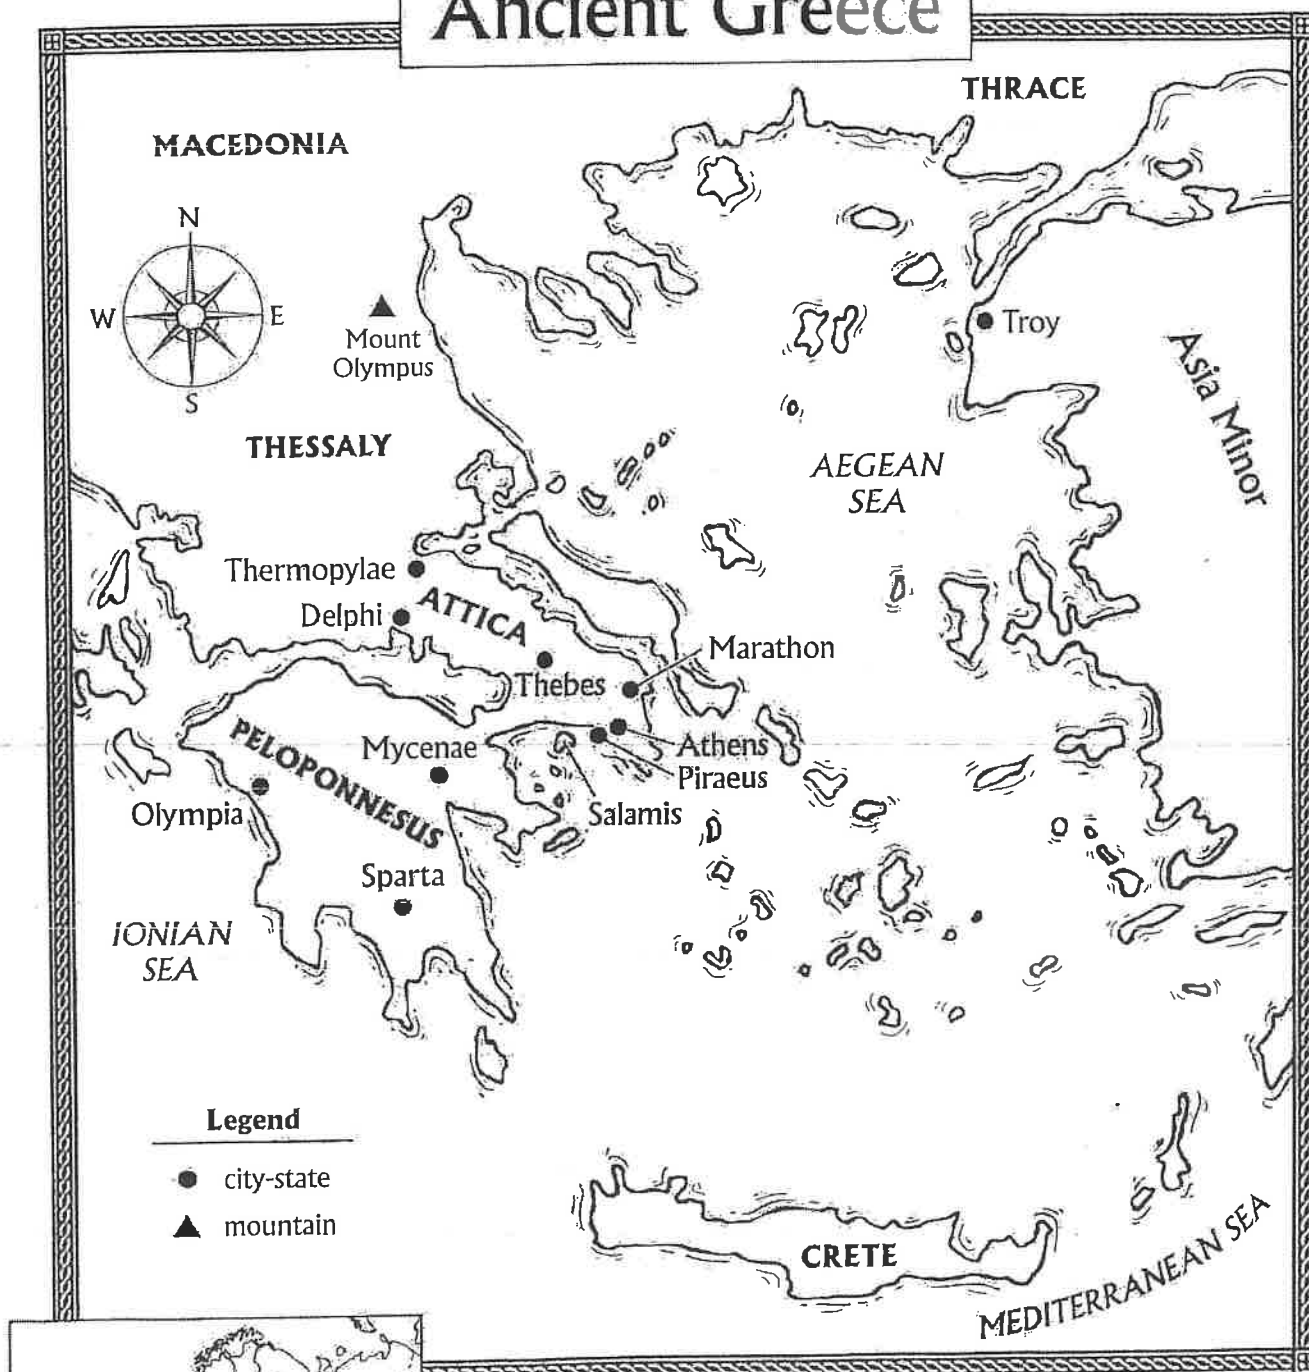 Ancient Greece
THRACE
MACEDONIA
N
W
E
S
Mount
Olympus
Troy
Asia Minor
THESSALY
AEGEAN
SEA
Thermopylae
Delphi
ATTICA
Marathon
Thebes
PELOPONNESUS
Mycenae
Athens
Piraeus
Olympia
Salamis
Sparta
IONIAN
SEA
Legend
city-state
mountain
CRETE
MEDITERRANEAN SEA